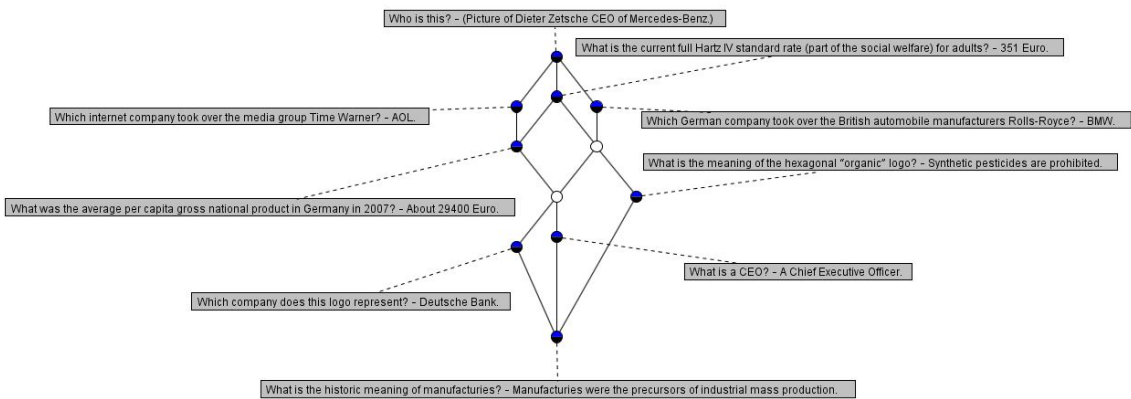 Who is this? - (Picture of Dieter Zetsche CEO of Mercedes-Benz.)
What is the current full Hartz IV standard rate (part of the social welfare) for adults? - 351 Euro.
Which internet company took over the media group Time Warner? - AOL.
Which German company took over the British automobile manufacturers Rolls-Royce? - BMW.
What is the meaning of the hexagonal "organic" logo? - Synthetic pesticides are prohibited.
What was the average per capita gross national product in Germany in 2007? - About 29400 Euro.
What is a CEO? - A Chief Executive Officer.
Which company does this logo represent? - Deutsche Bank.
What is the historic meaning of manufacturies? - Manufacturies were the precursors of industrial mass production.